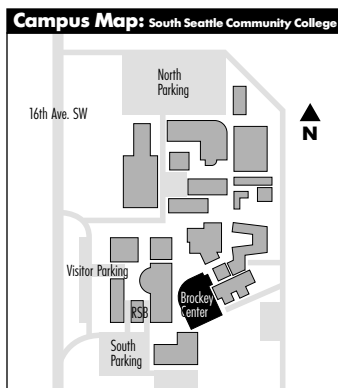 Campus Map: South Seattle Community College
North
Parking
16th Ave. SW
N
Visitor Parking
Brockey
Center
RSB
South
Parking